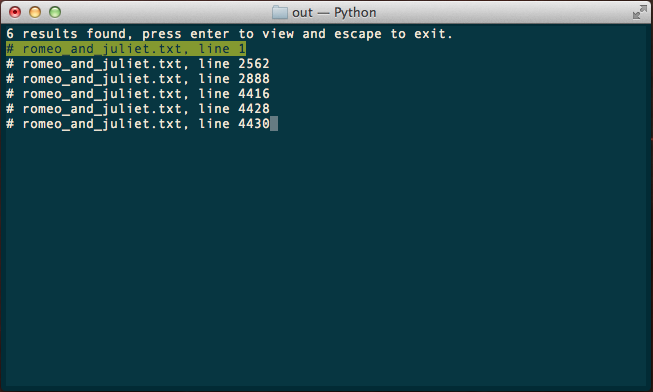 out — Python
6 results found, press enter to view and escape to exit.
# romeo_and_juliet.txt, line 1
# romeo_and_juliet.txt, line 2562
# romeo_and_juliet.txt, line 2888
# romeo_and_juliet.txt, line 4416
# romeo_and_juliet.txt, line 4428
# romeo_and_juliet.txt, line 4430